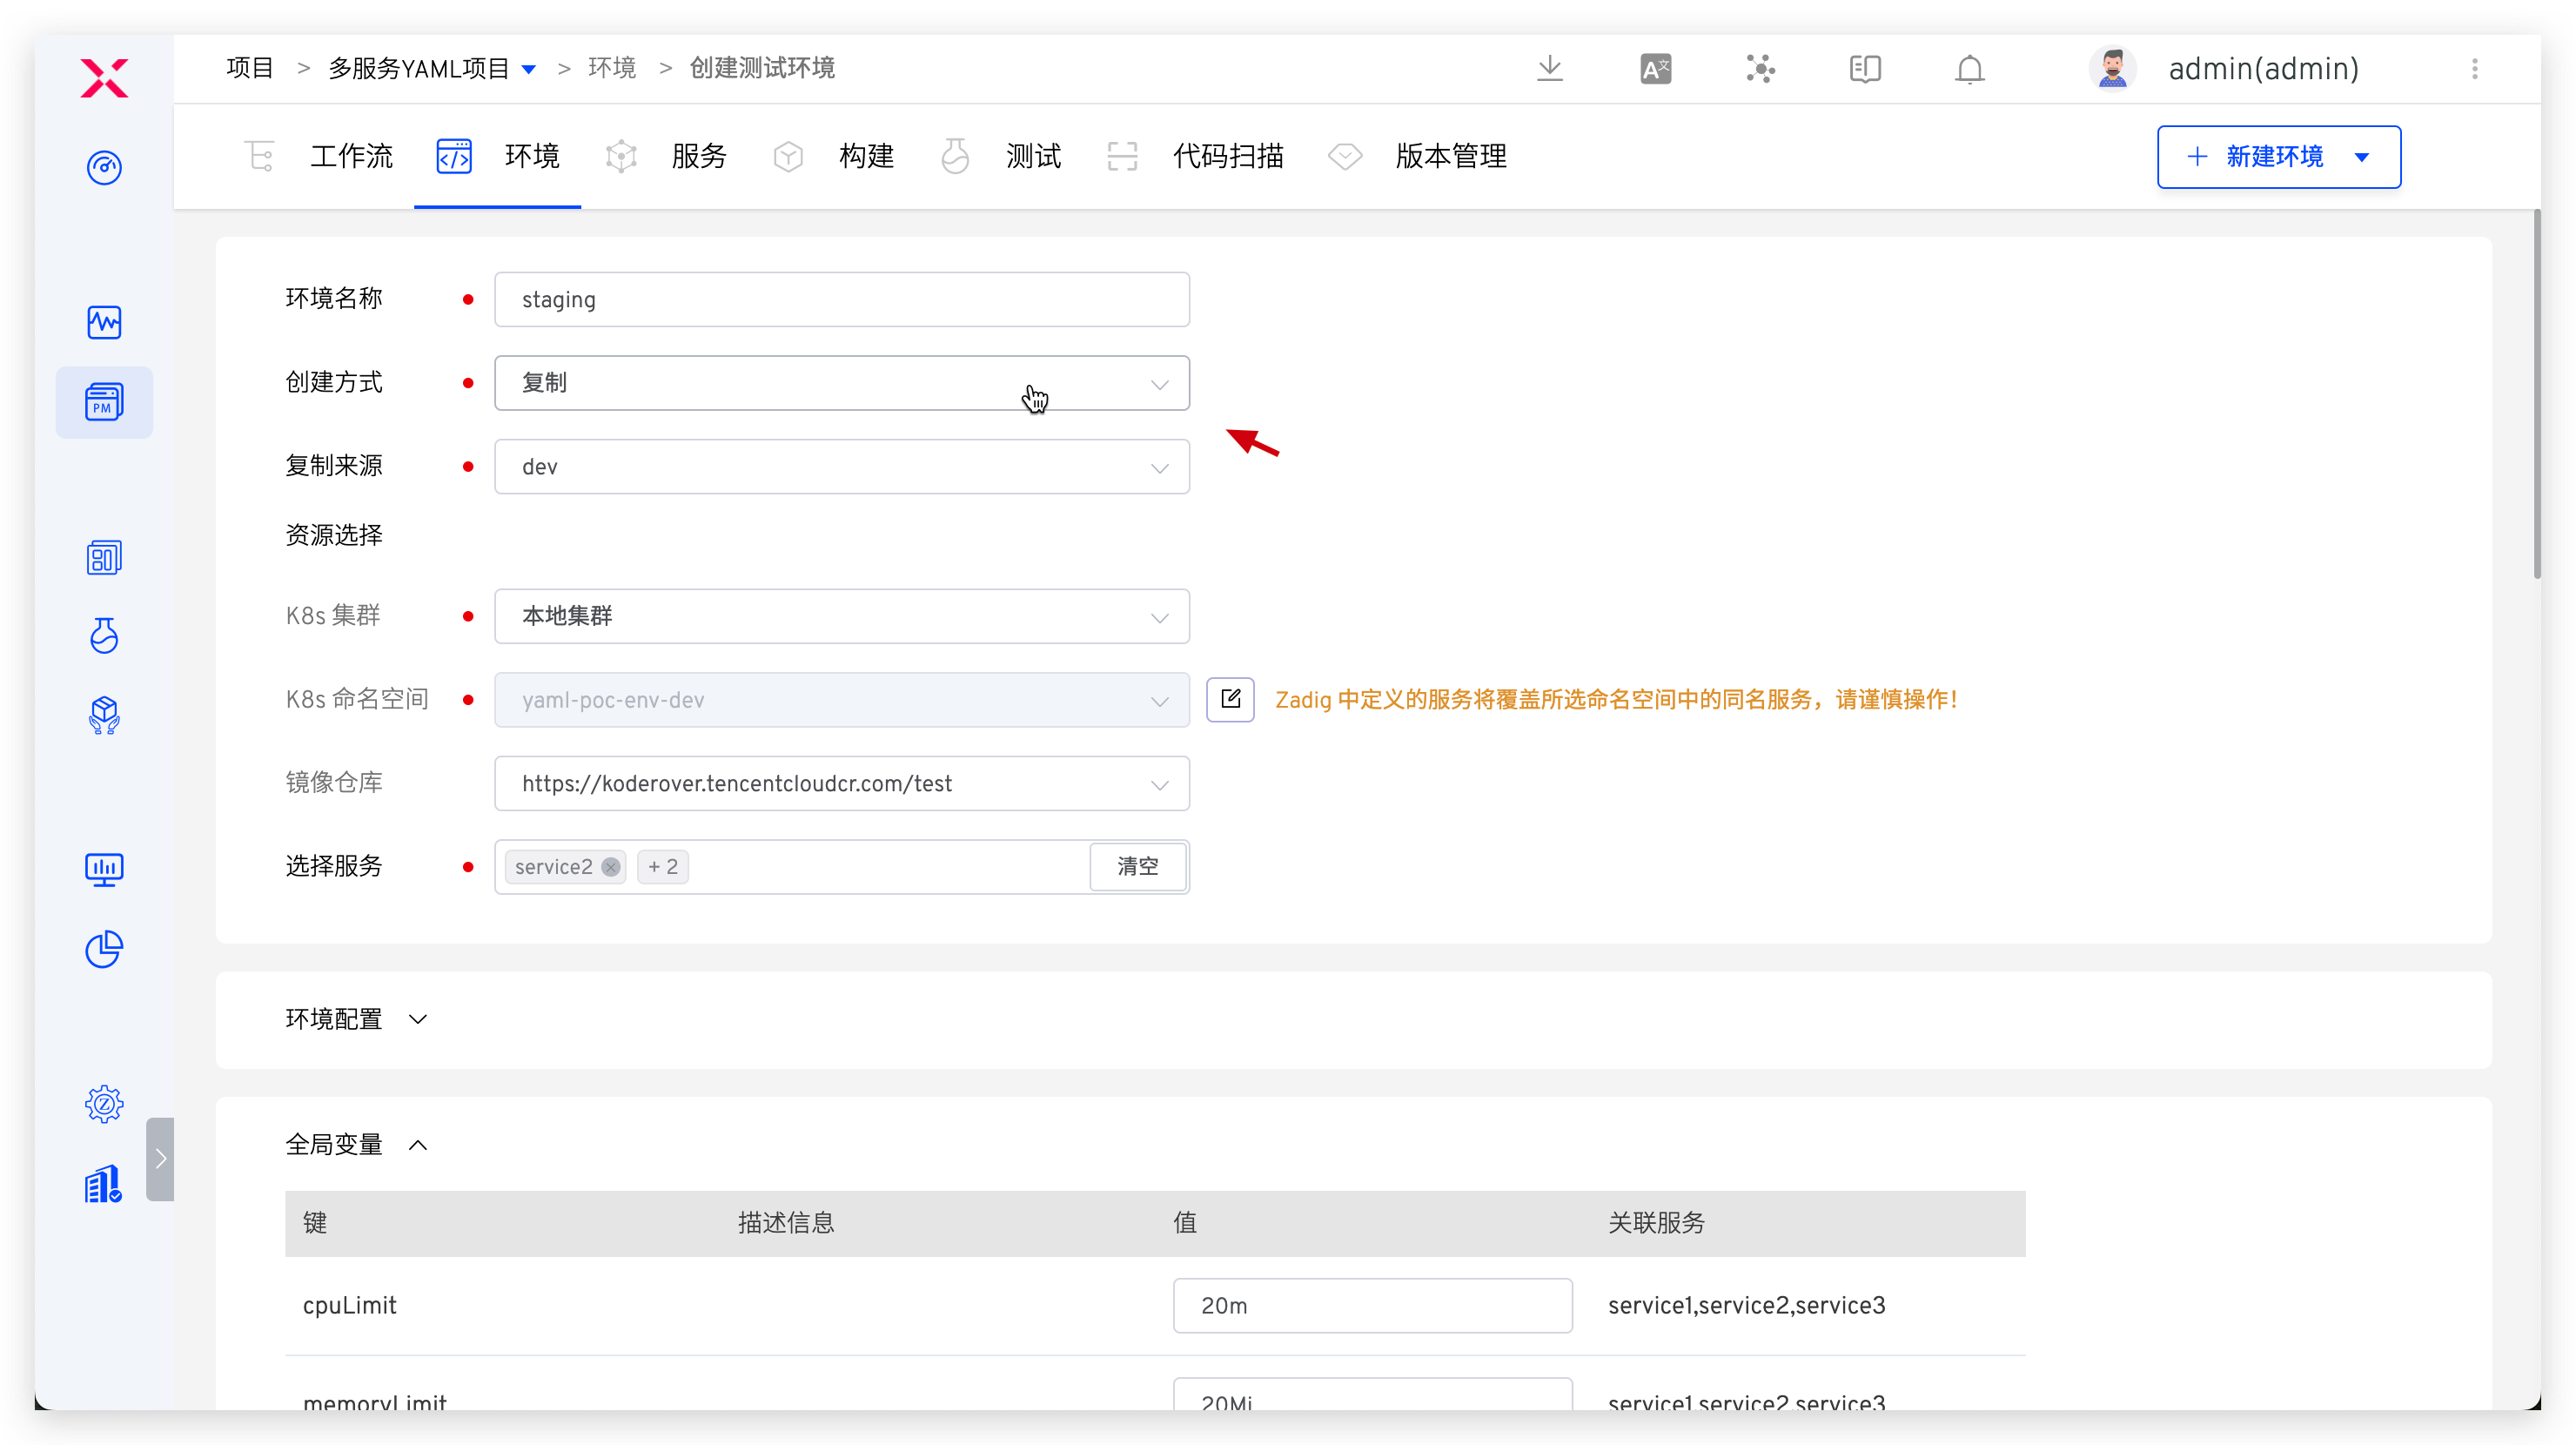 项目 > 多服务YAML项目 > 环境 > 创建测试环境
admin(admin)
工作流 环境 服务 构建 测试 代码扫描 版本管理
+ 新建环境
PM
环境名称 staging
创建方式 复制
复制来源 dev
资源选择
K8s 集群 本地集群
K8s 命名空间 yaml-poc-env-dev Zadig 中定义的服务将覆盖所选命名空间中的同名服务，请谨慎操作！
镜像仓库 https://koderover.tencentcloudcr.com/test
选择服务 service2 + 2 清空
环境配置
全局变量
键 描述信息 值 关联服务
cpuLimit 20m service1,service2,service3
memoryLimit 20Mi service1,service2,service3